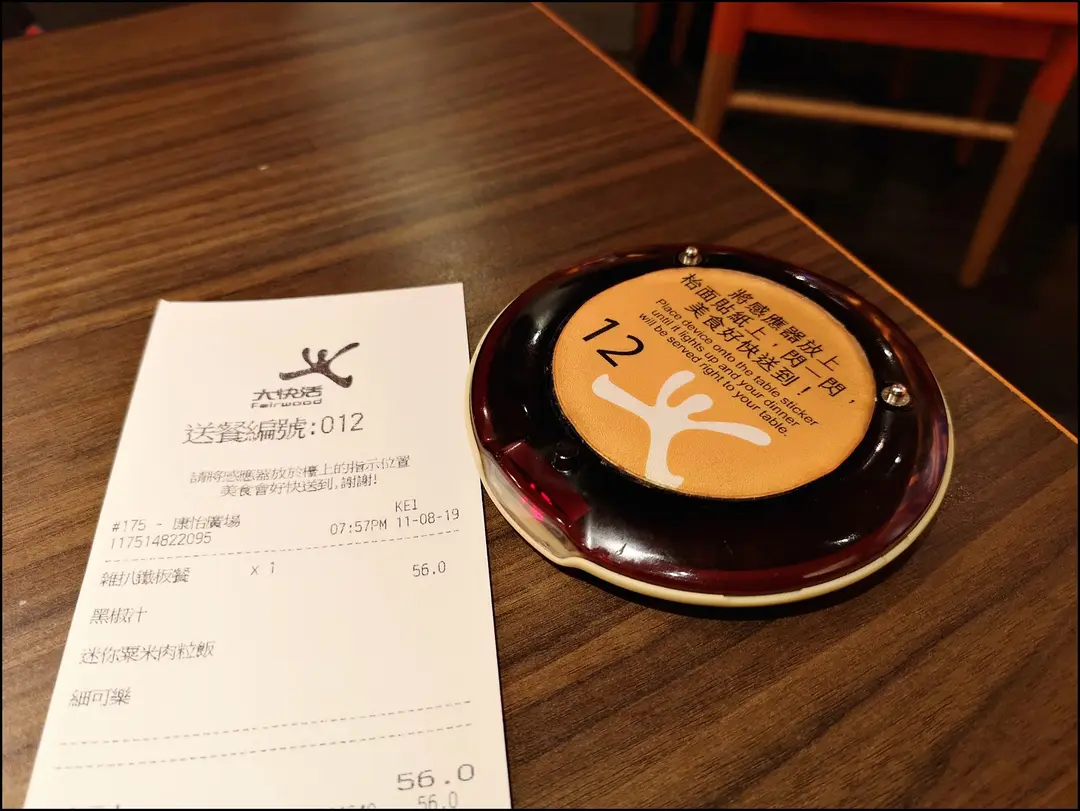 大快活
Fairwood
送餐編號:012
請將感應器放於檯上的指示位置
美食會好快送到,謝謝!
KEI
#175 - 康怡廣場
07:57PM 11-08-19
117514822095
雜扒鐵板餐 x 1 56.0
黑椒汁
迷你粟米肉粒飯
細可樂
56.0
56.0
12
將感應器放上
枱面貼紙上，閃一閃，
美食好快送到！
Place device onto the table sticker
until it lights up and your dinner
will be served right by your table.